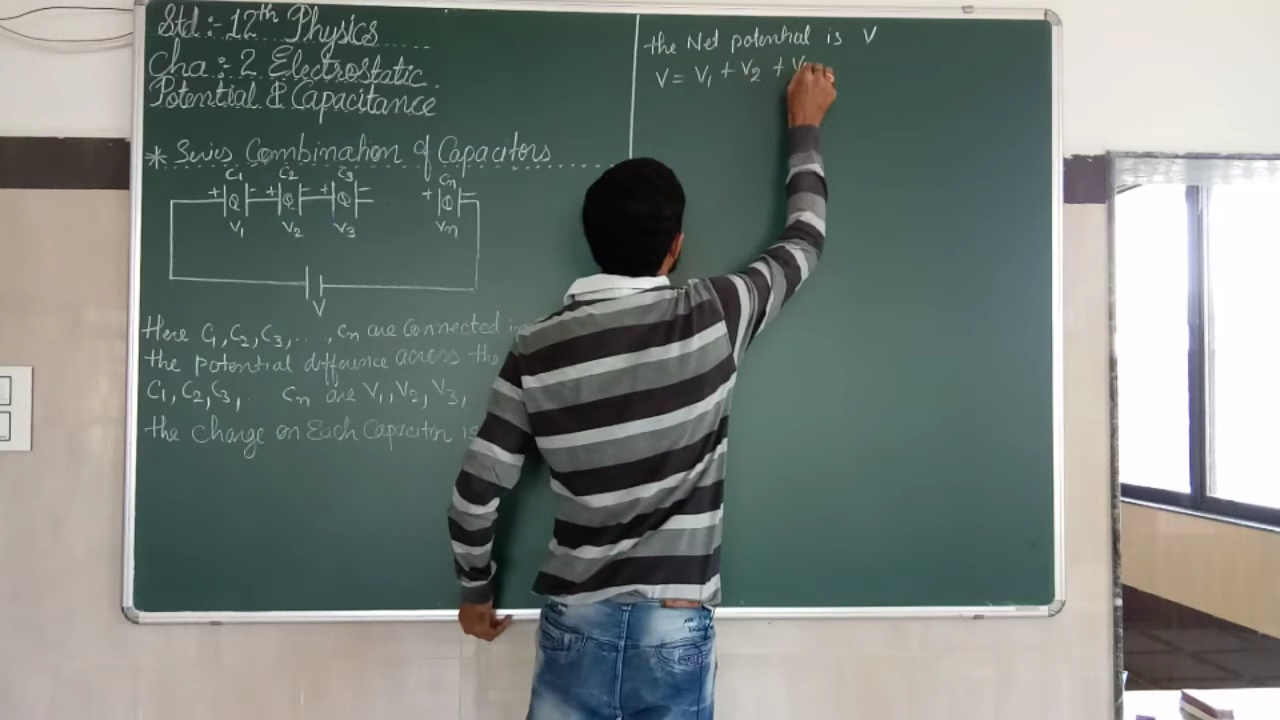 Std:- 12th Physics
Cha:- 2 Electrostatic
Potential & Capacitance
* Series Combination of Capacitors
C1 C2 C3 Cn
+ - + - + - + -
Q Q Q Q
V1 V2 V3 Vn
V
Here C1, C2, C3, ..., Cn are connected
the potential difference across the
C1, C2, C3, Cn are V1, V2, V3,
the charge on Each Capacitor is
the Net potential is V
V = V1 + V2 + V